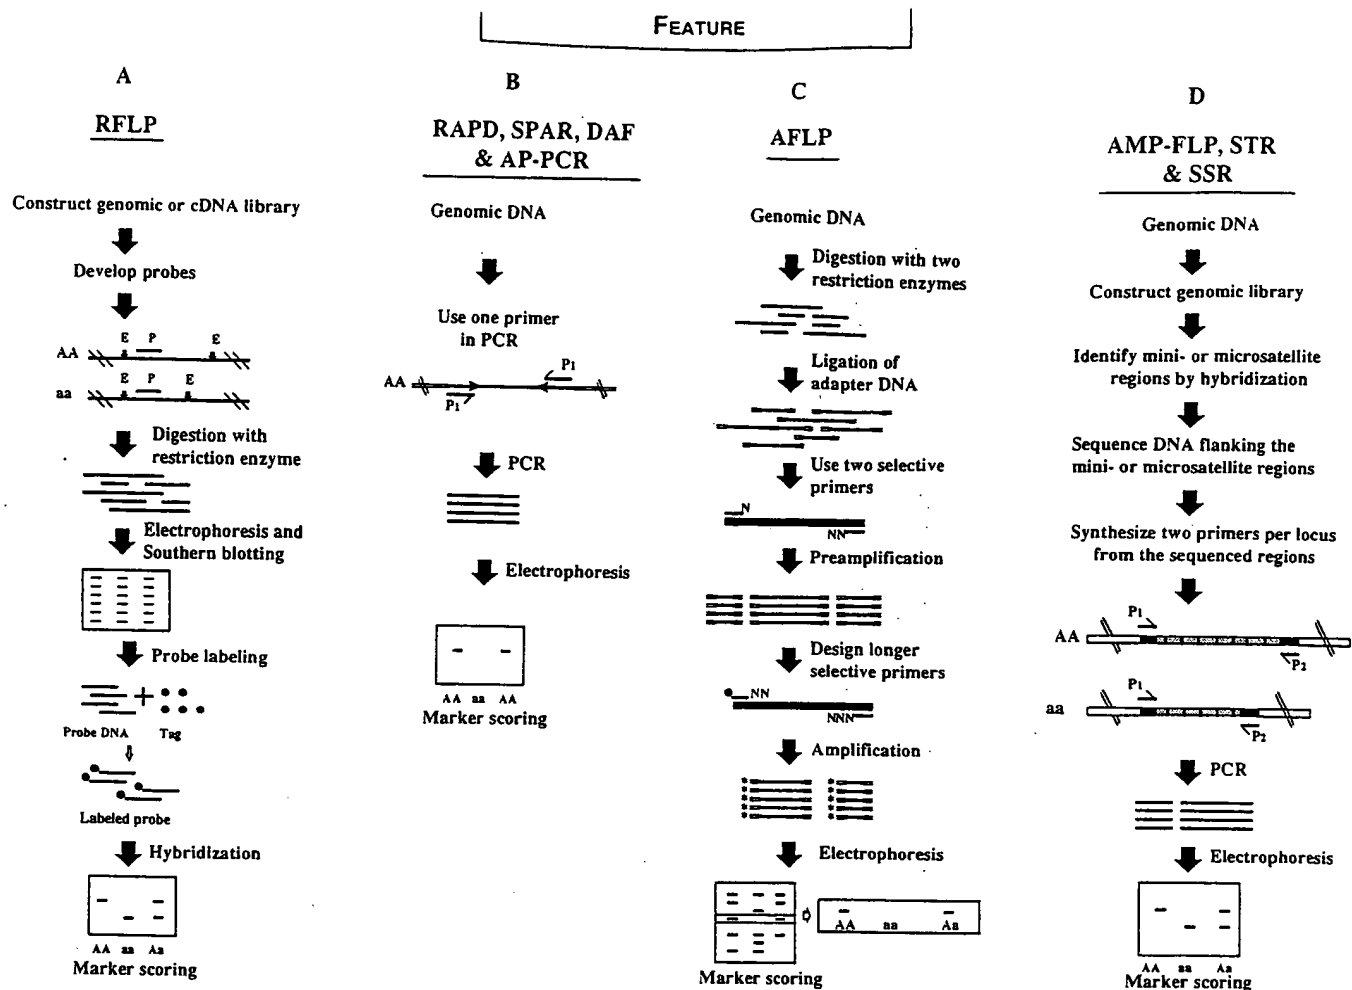 FEATURE
A
RFLP
Construct genomic or cDNA library
Develop probes
E P E
AA
E P E
aa
Digestion with
restriction enzyme
Electrophoresis and
Southern blotting
Probe labeling
+
Probe DNA Tag
Labeled probe
Hybridization
AA aa Aa
Marker scoring
B
RAPD, SPAR, DAF
& AP-PCR
Genomic DNA
Use one primer
in PCR
P1
AA
P1
PCR
Electrophoresis
AA aa AA
Marker scoring
C
AFLP
Genomic DNA
Digestion with two
restriction enzymes
Ligation of
adapter DNA
Use two selective
primers
N
NN
Preamplification
Design longer
selective primers
NN
NNN
Amplification
* *
* *
* *
* *
* *
Electrophoresis
AA aa Aa
Marker scoring
D
AMP-FLP, STR
& SSR
Genomic DNA
Construct genomic library
Identify mini- or microsatellite
regions by hybridization
Sequence DNA flanking the
mini- or microsatellite regions
Synthesize two primers per locus
from the sequenced regions
P1
AA
P2
P1
aa
P2
PCR
Electrophoresis
AA aa Aa
Marker scoring